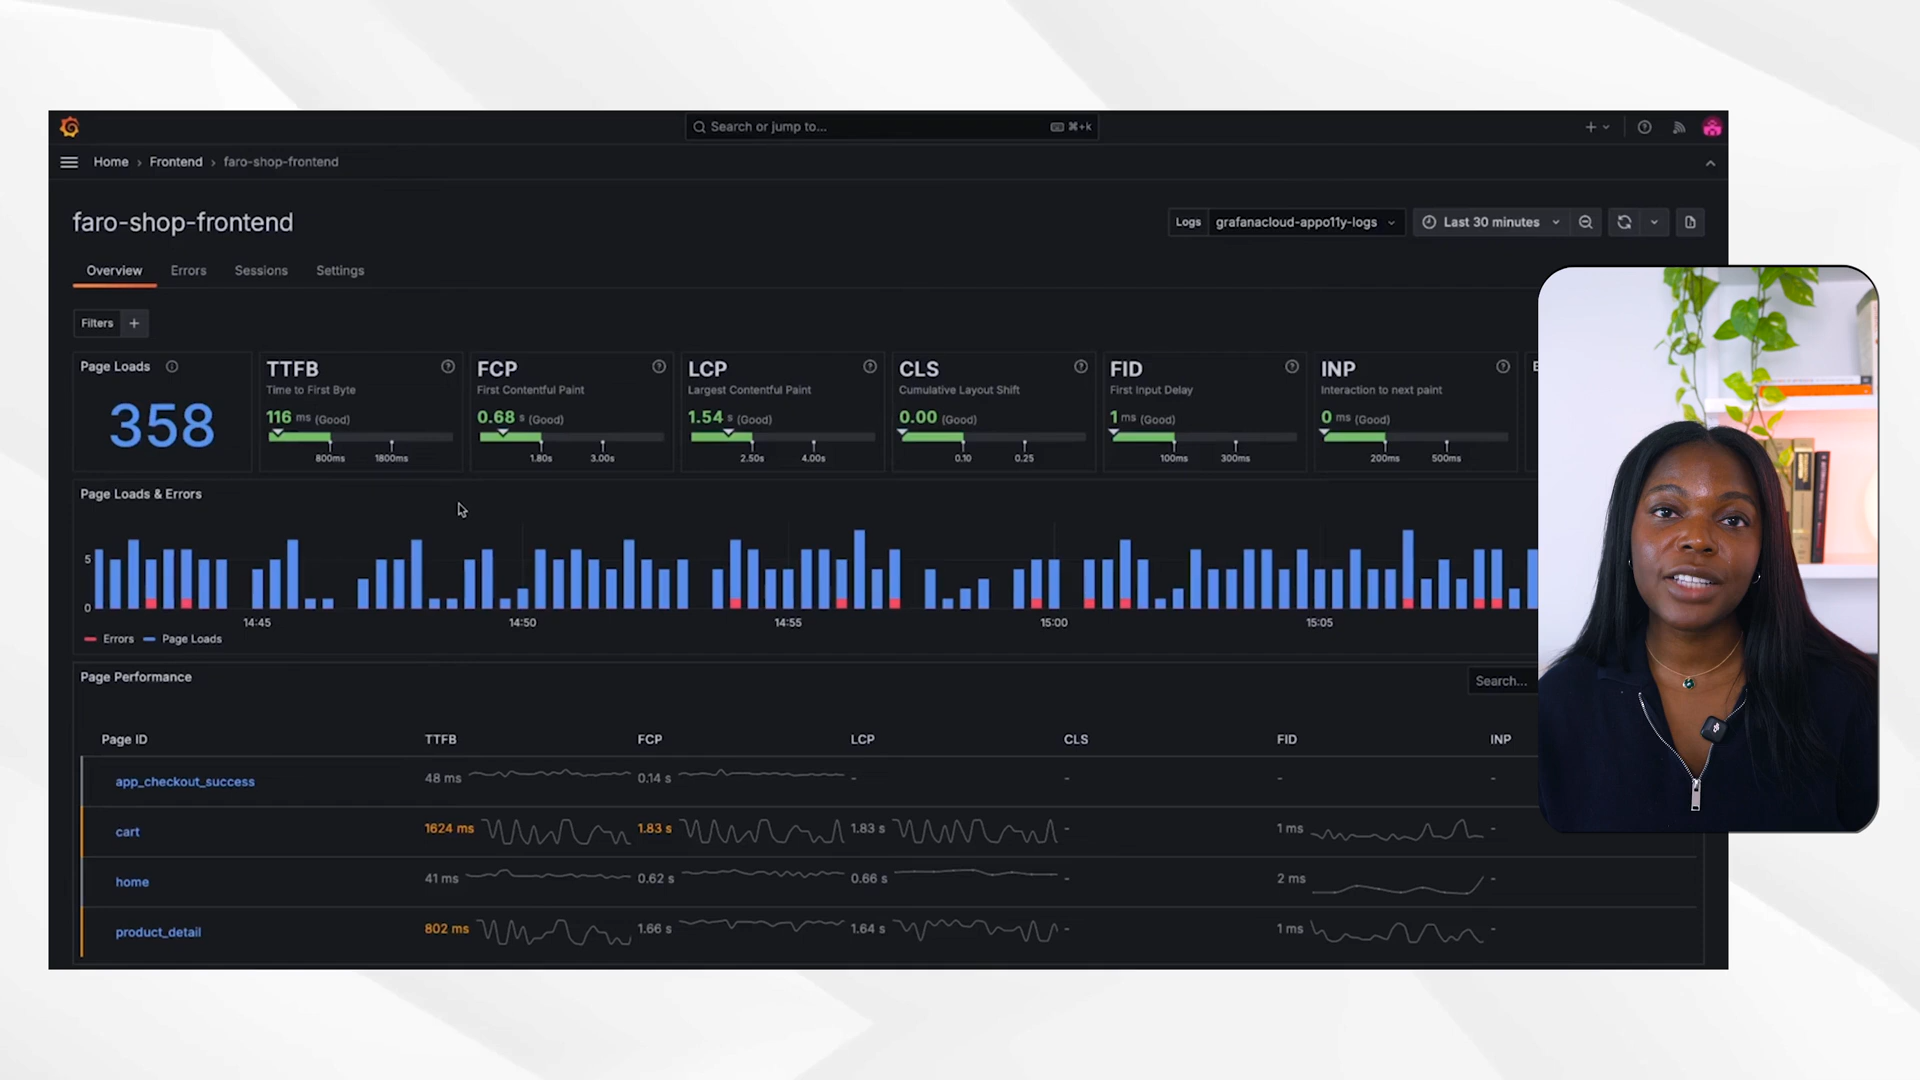 Search or jump to...
⌘+k
Home › Frontend › faro-shop-frontend
faro-shop-frontend
Logs grafanacloud-appo11y-logs Last 30 minutes
Overview Errors Sessions Settings
Filters +
Page Loads
358
TTFB
Time to First Byte
116 ms (Good)
800ms 1800ms
FCP
First Contentful Paint
0.68 s (Good)
1.80s 3.00s
LCP
Largest Contentful Paint
1.54 s (Good)
2.50s 4.00s
CLS
Cumulative Layout Shift
0.00 (Good)
0.10 0.25
FID
First Input Delay
1 ms (Good)
100ms 300ms
INP
Interaction to next paint
0 ms (Good)
200ms 500ms
Page Loads & Errors
5
0
14:45 14:50 14:55 15:00 15:05
Errors Page Loads
Page Performance
Search...
Page ID TTFB FCP LCP CLS FID INP
app_checkout_success 48 ms 0.14 s - - - -
cart 1624 ms 1.83 s 1.83 s - 1 ms -
home 41 ms 0.62 s 0.66 s - 2 ms -
product_detail 802 ms 1.66 s 1.64 s - 1 ms -